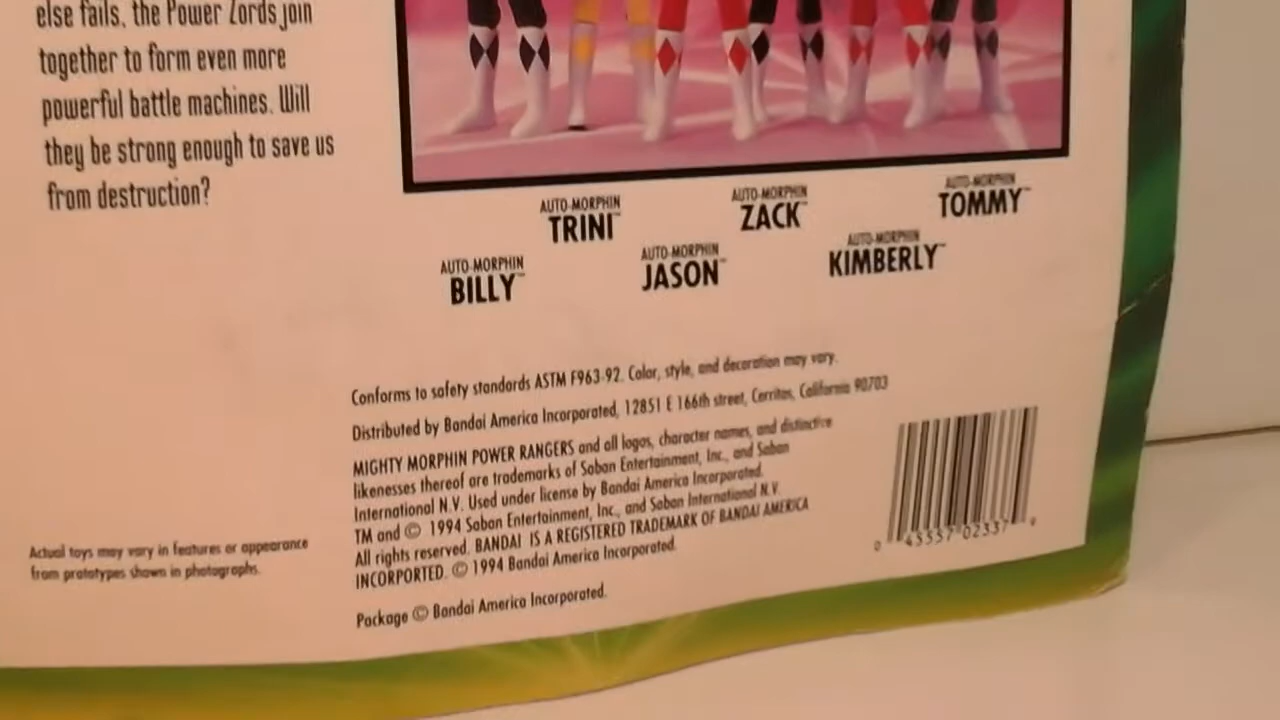 else fails, the Power Zords join
together to form even more
powerful battle machines. Will
they be strong enough to save us
from destruction?
AUTO-MORPHIN
TRINI™
AUTO-MORPHIN
ZACK™
AUTO-MORPHIN
TOMMY™
AUTO-MORPHIN
BILLY™
AUTO-MORPHIN
JASON™
AUTO-MORPHIN
KIMBERLY™
Conforms to safety standards ASTM F963-92. Color, style, and decoration may vary.
Distributed by Bandai America Incorporated, 12851 E 166th street, Cerritos, California 90703
MIGHTY MORPHIN POWER RANGERS and all logos, character names, and distinctive
likenesses thereof are trademarks of Saban Entertainment, Inc., and Saban
International N.V. Used under license by Bandai America Incorporated.
TM and © 1994 Saban Entertainment, Inc., and Saban International N.V.
All rights reserved. BANDAI IS A REGISTERED TRADEMARK OF BANDAI AMERICA
INCORPORATED. © 1994 Bandai America Incorporated.
Package © Bandai America Incorporated.
Actual toys may vary in features or appearance
from prototypes shown in photographs.